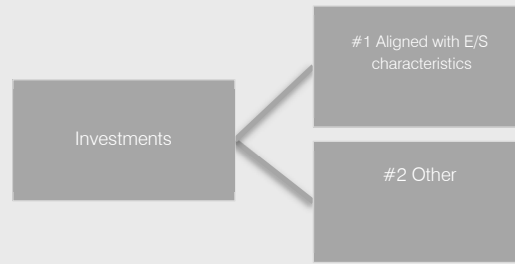 #1 Aligned with E/S
characteristics
Investments
#2 Other